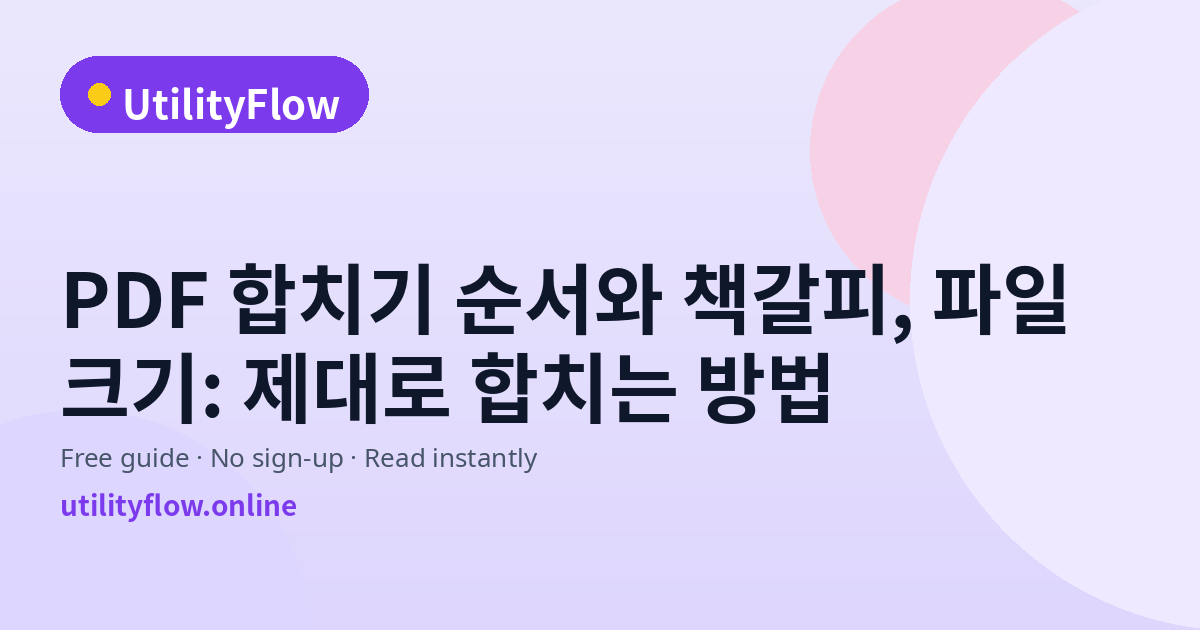 UtilityFlow
PDF 합치기 순서와 책갈피, 파일
크기: 제대로 합치는 방법
Free guide · No sign-up · Read instantly
utilityflow.online